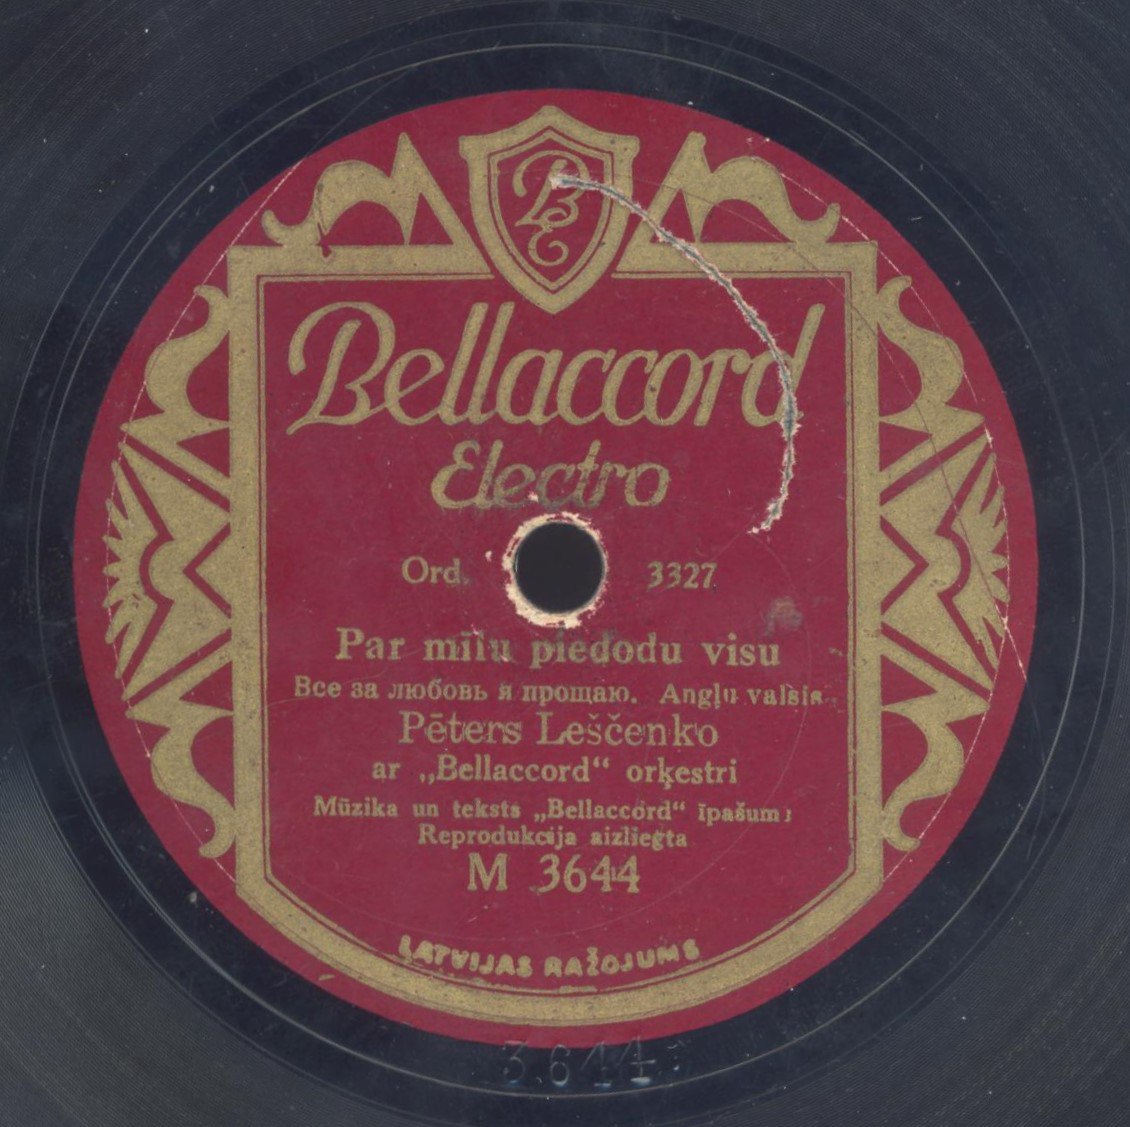 BE
Bellaccord
Electro
Ord. 3327
Par mīlu piedodu visu
Все за любовь я прощаю. Angļu valsis
Pēters Leščenko
ar „Bellaccord“ orķestri
Mūzika un teksts „Bellaccord“ īpašums
Reprodukcija aizliegta
M 3644
LATVIJAS RAŽOJUMS
3644